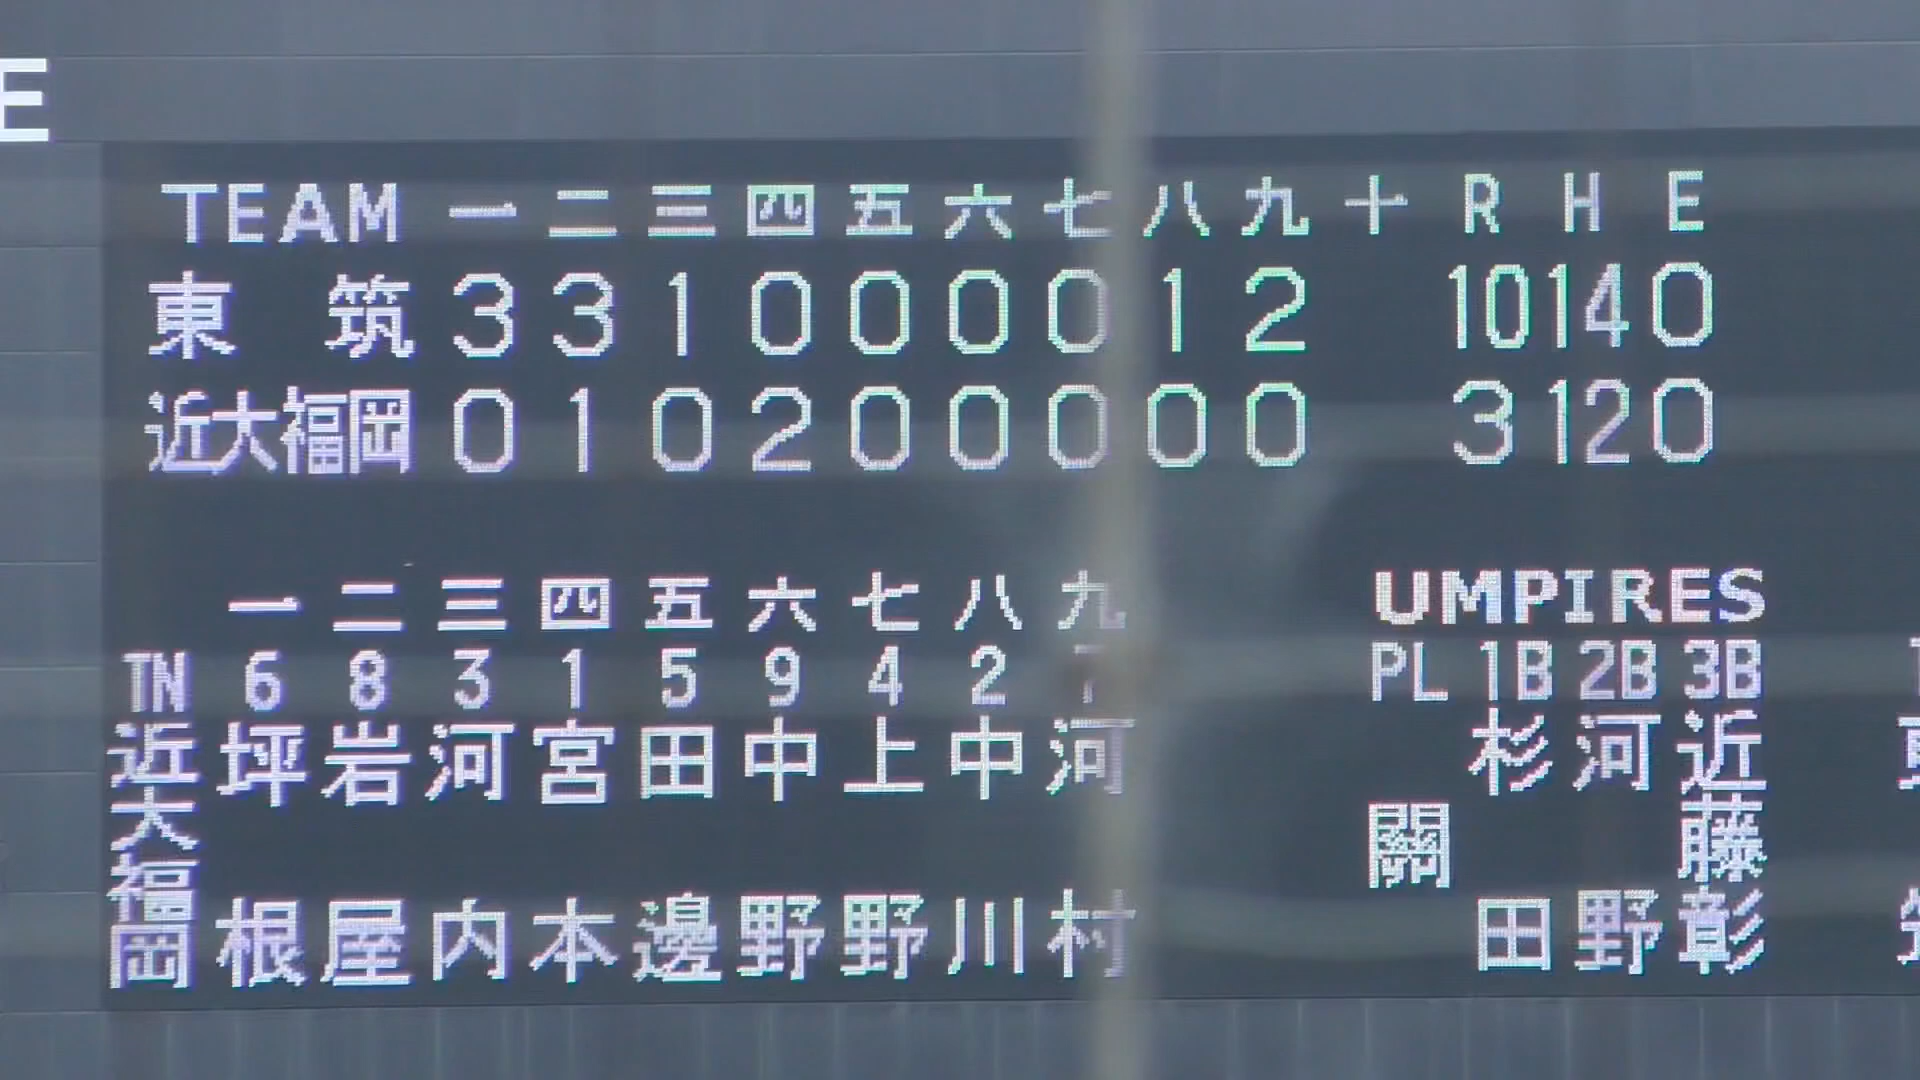 E
TEAM 一 二 三 四 五 六 七 八 九 十 R H E
東筑 3 3 1 0 0 0 0 1 2 10 14 0
近大福岡 0 1 0 2 0 0 0 0 0 3 12 0
一 二 三 四 五 六 七 八 九
TN 6 8 3 1 5 9 4 2
近大福岡 坪根 岩屋 河内 宮本 田邊 中野 上野 中川 河村
UMPIRES
PL 1B 2B 3B
關 杉田 河野 近藤彰